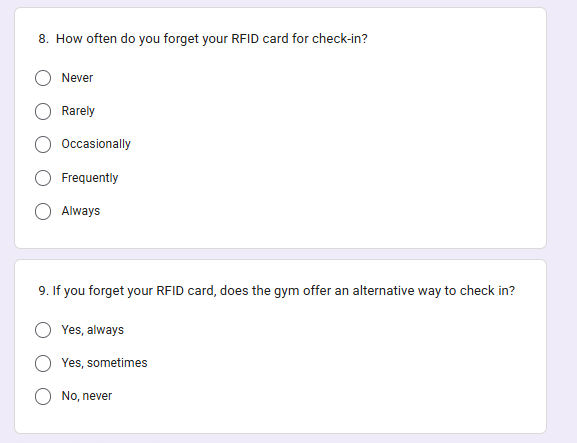 8. How often do you forget your RFID card for check-in?
Never
Rarely
Occasionally
Frequently
Always
9. If you forget your RFID card, does the gym offer an alternative way to check in?
Yes, always
Yes, sometimes
No, never